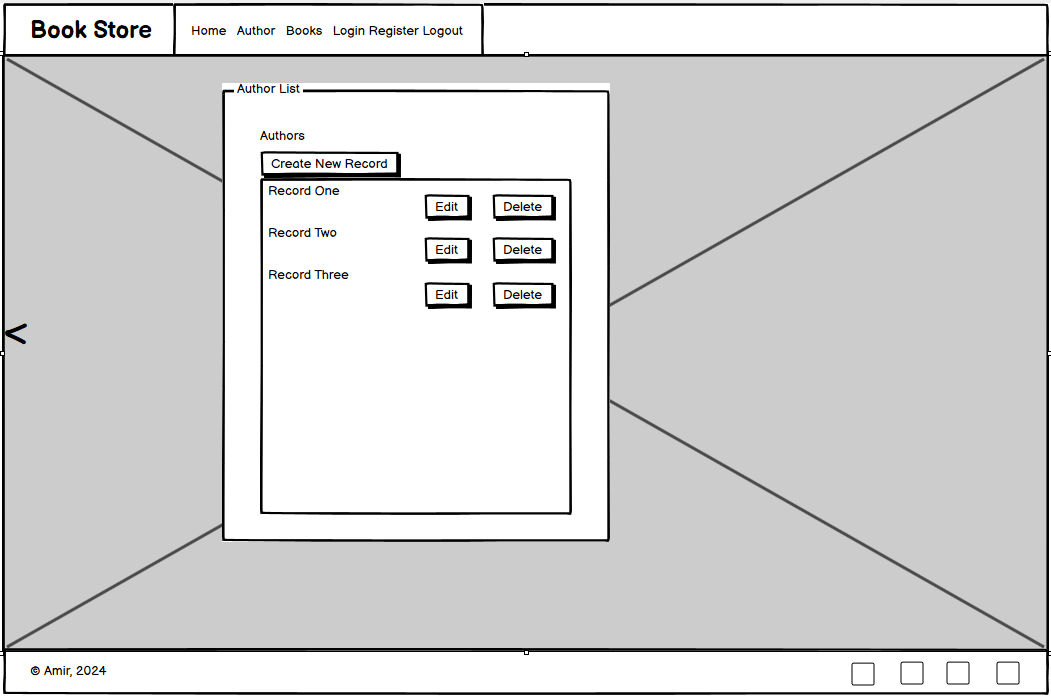 Book Store
Home Author Books Login Register Logout
Author List
Authors
Create New Record
Record One
Edit Delete
Record Two
Edit Delete
Record Three
Edit Delete
<
© Amir, 2024